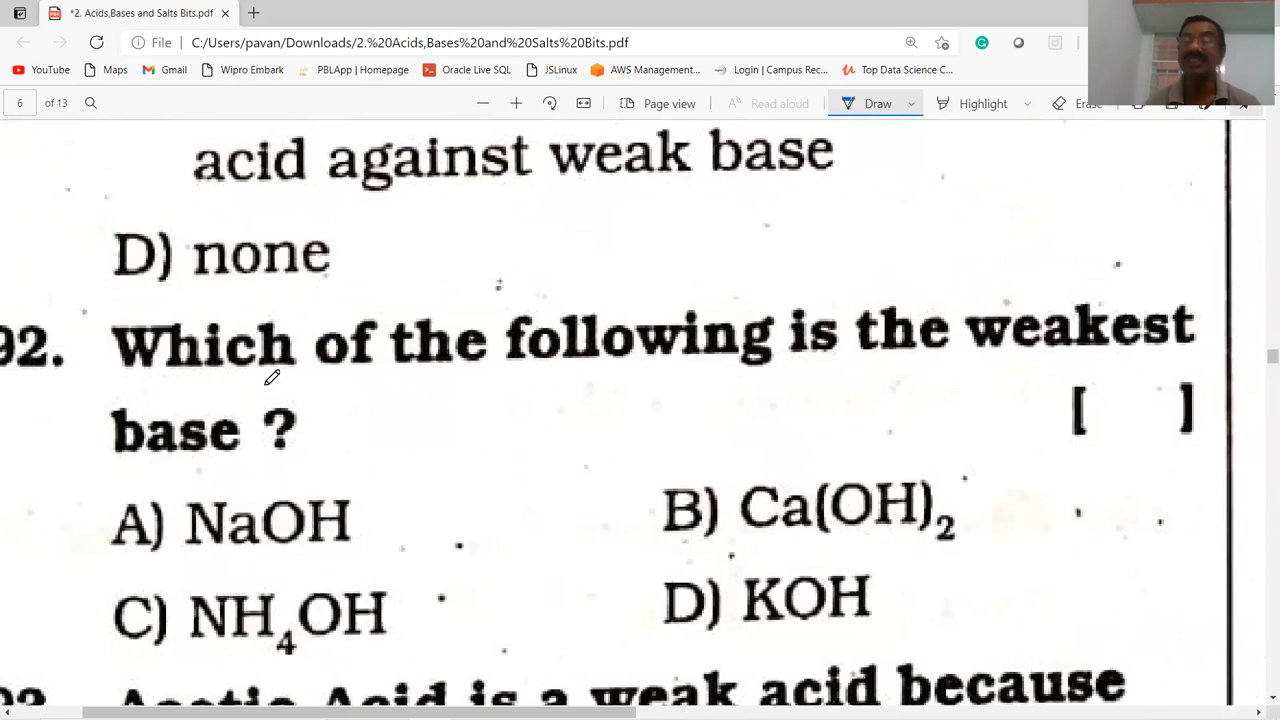 *2. Acids,Bases and Salts Bits.pdf
File C:/Users/pavan/Downloads/2.%20Acids,Bases%20and%20Salts%20Bits.pdf
YouTube Maps Gmail Wipro Embark PBLApp | Homepage Oracle Live SQL JSLinux AWS Management... Login | Campus Rec... Top Data Science C...
6 of 13 Page view Read aloud Draw Highlight Erase
acid against weak base
D) none
92. Which of the following is the weakest
base ? [ ]
A) NaOH B) Ca(OH)₂
C) NH₄OH D) KOH
Acetic Acid is a weak acid because